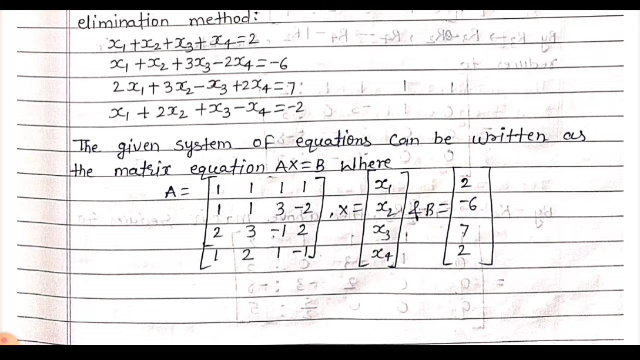 elimination method:
x₁+x₂+x₃+x₄=2
x₁+x₂+3x₃-2x₄=-6
2x₁+3x₂-x₃+2x₄=7
x₁+2x₂+x₃-x₄=-2
The given system of equations can be written as
the matrix equation AX=B Where
A= [1 1 1 1 , X= [x₁ & B= [2
1 1 3 -2 x₂ -6
2 3 -1 2 x₃ 7
1 2 1 -1] x₄] 2]